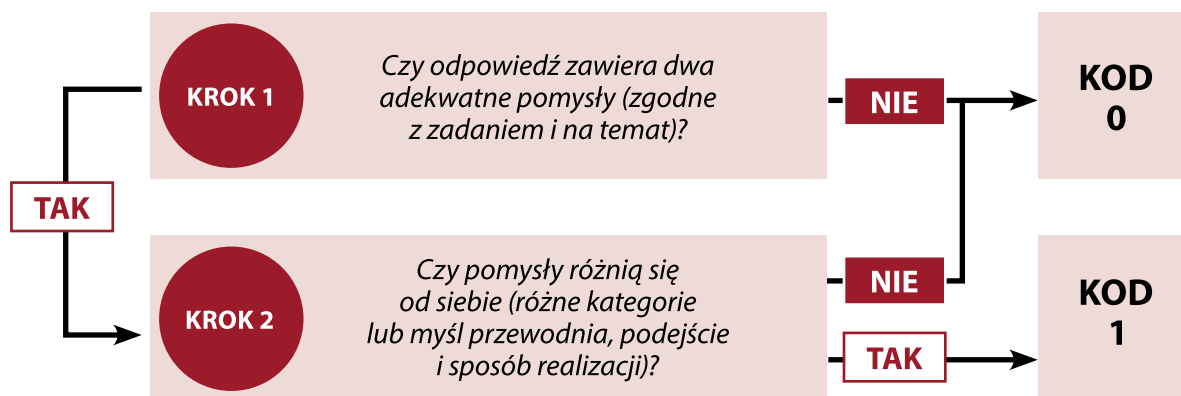 KROK 1
Czy odpowiedź zawiera dwa
adekwatne pomysły (zgodne
z zadaniem i na temat)?
NIE
KOD
0
TAK
KROK 2
Czy pomysły różnią się
od siebie (różne kategorie
lub myśl przewodnia, podejście
i sposób realizacji)?
NIE
TAK
KOD
1